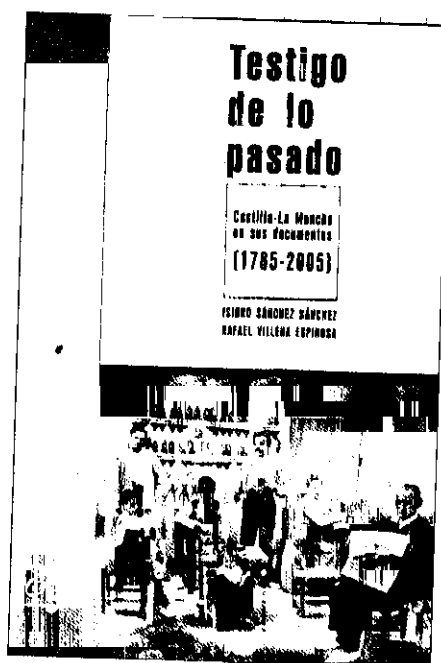 Testigo
de lo
pasado
Castilla-La Mancha
en sus documentos
(1785-2005)
ISIDRO SÁNCHEZ SÁNCHEZ
RAFAEL VILLENA ESPINOSA